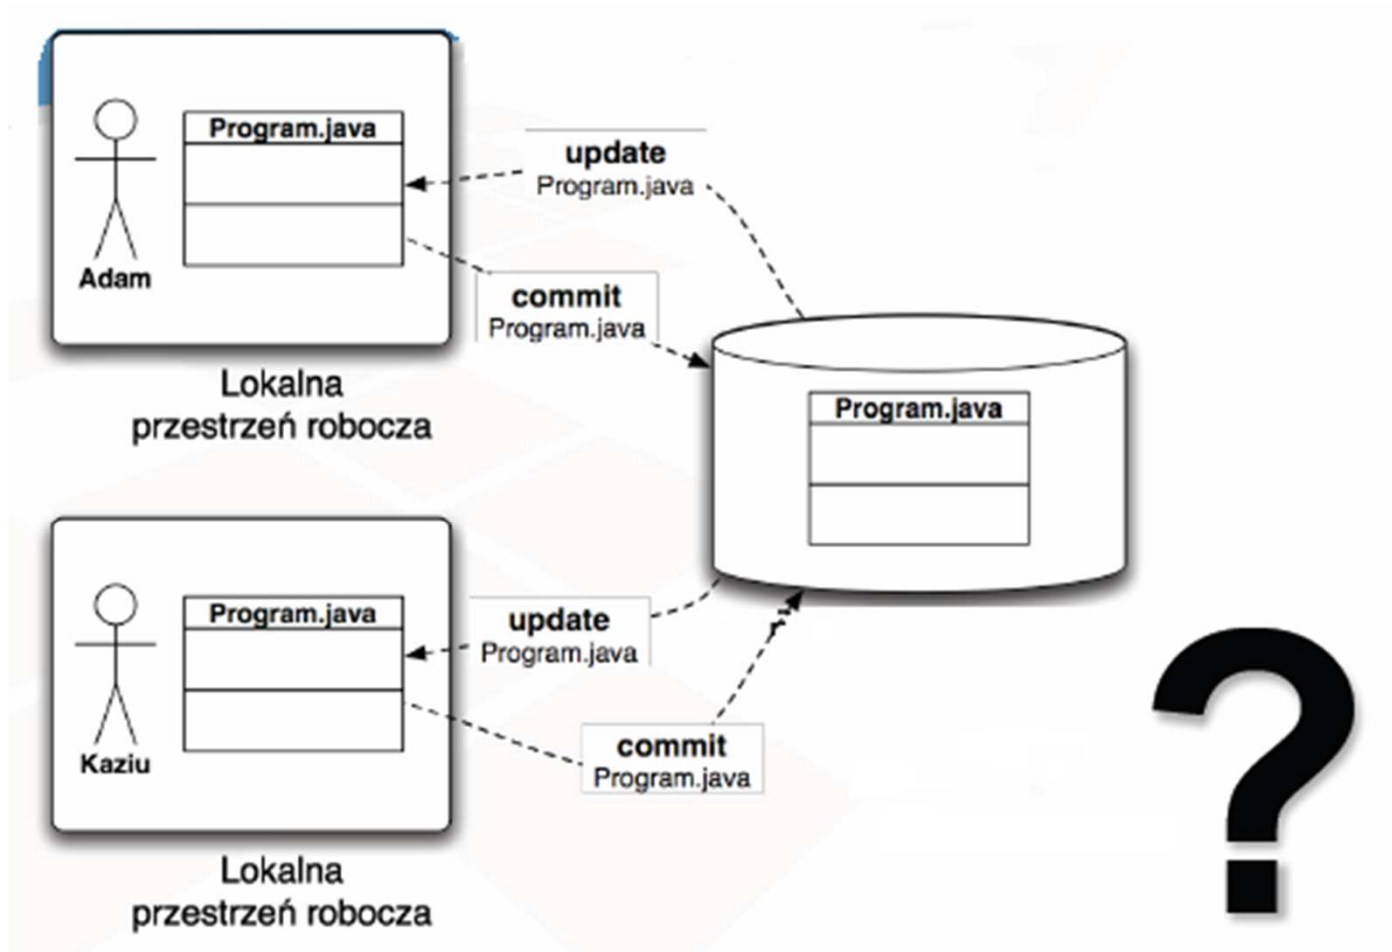 Program.java
Adam
Lokalna
przestrzeń robocza
update
Program.java
commit
Program.java
Program.java
Program.java
Kaziu
Lokalna
przestrzeń robocza
update
Program.java
commit
Program.java
?